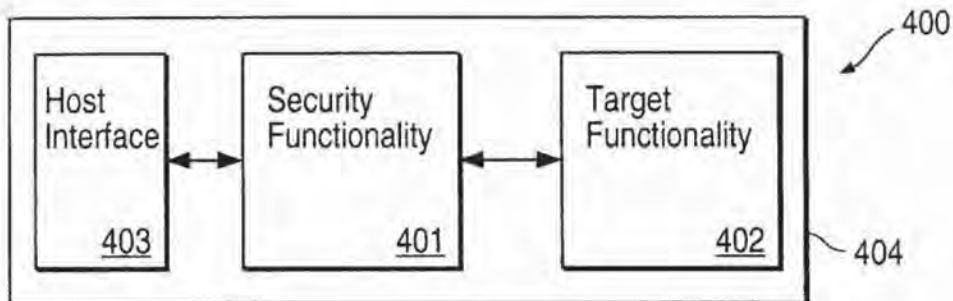 400
Host
Interface
403
Security
Functionality
401
Target
Functionality
402
404